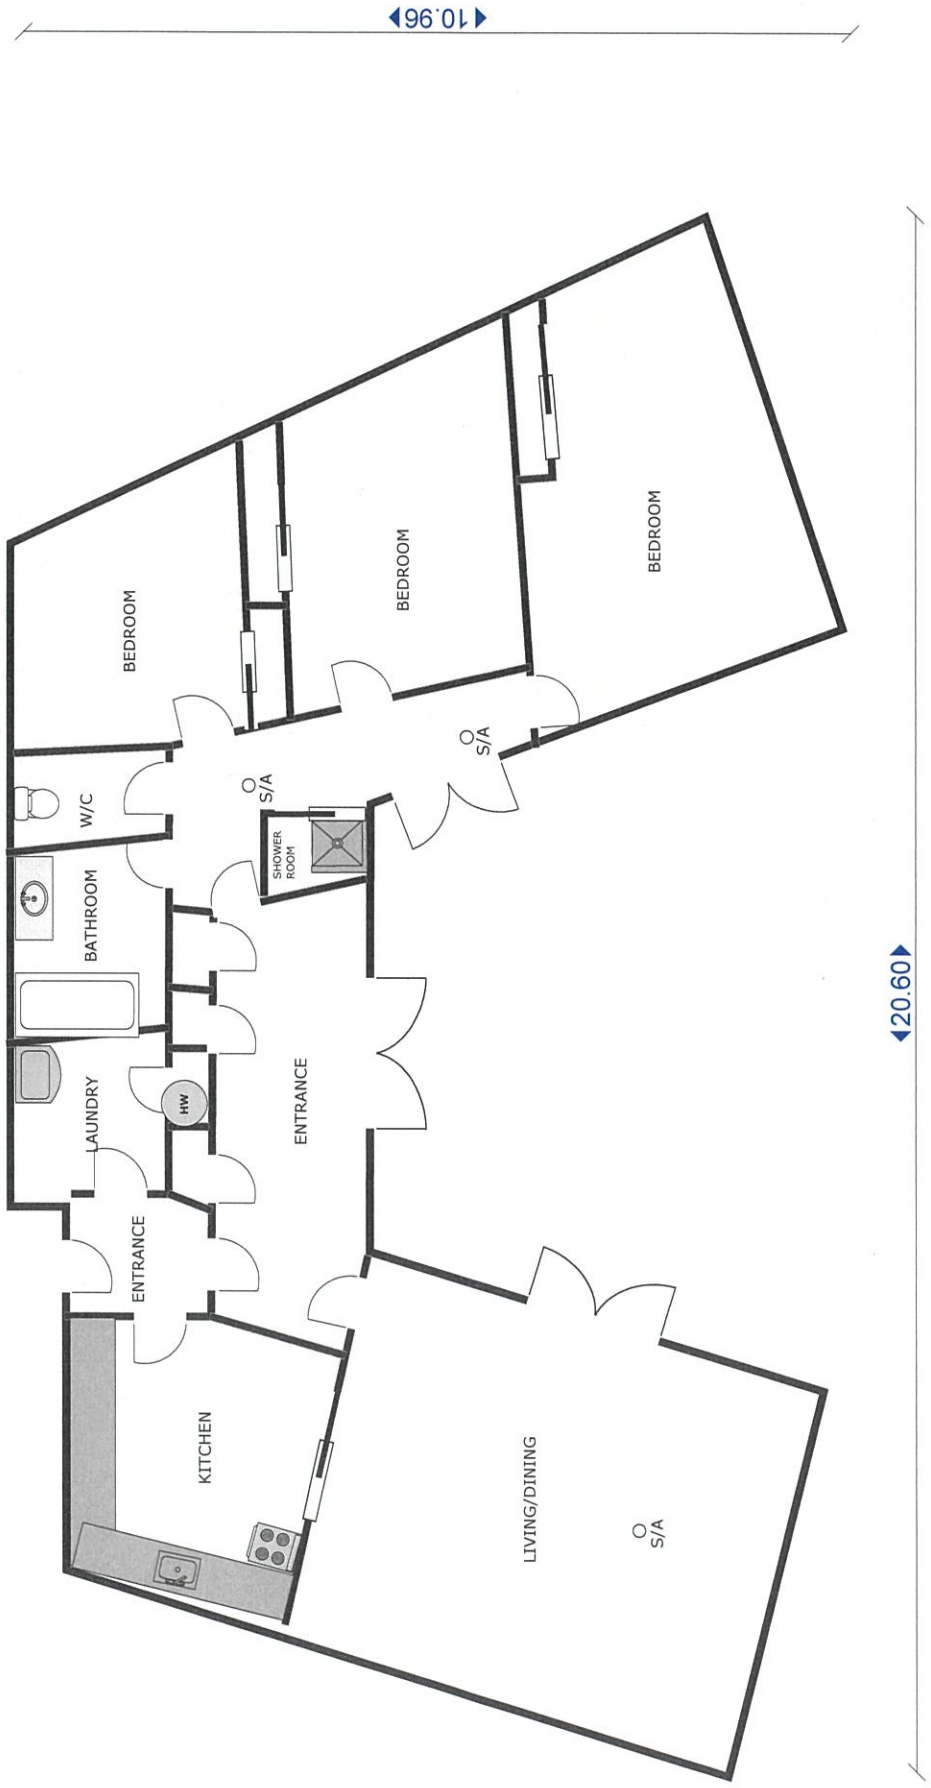 10.96
BEDROOM
BEDROOM
BEDROOM
W/C
S/A
S/A
SHOWER
ROOM
BATHROOM
20.60
LAUNDRY
HW
ENTRANCE
ENTRANCE
KITCHEN
LIVING/DINING
S/A